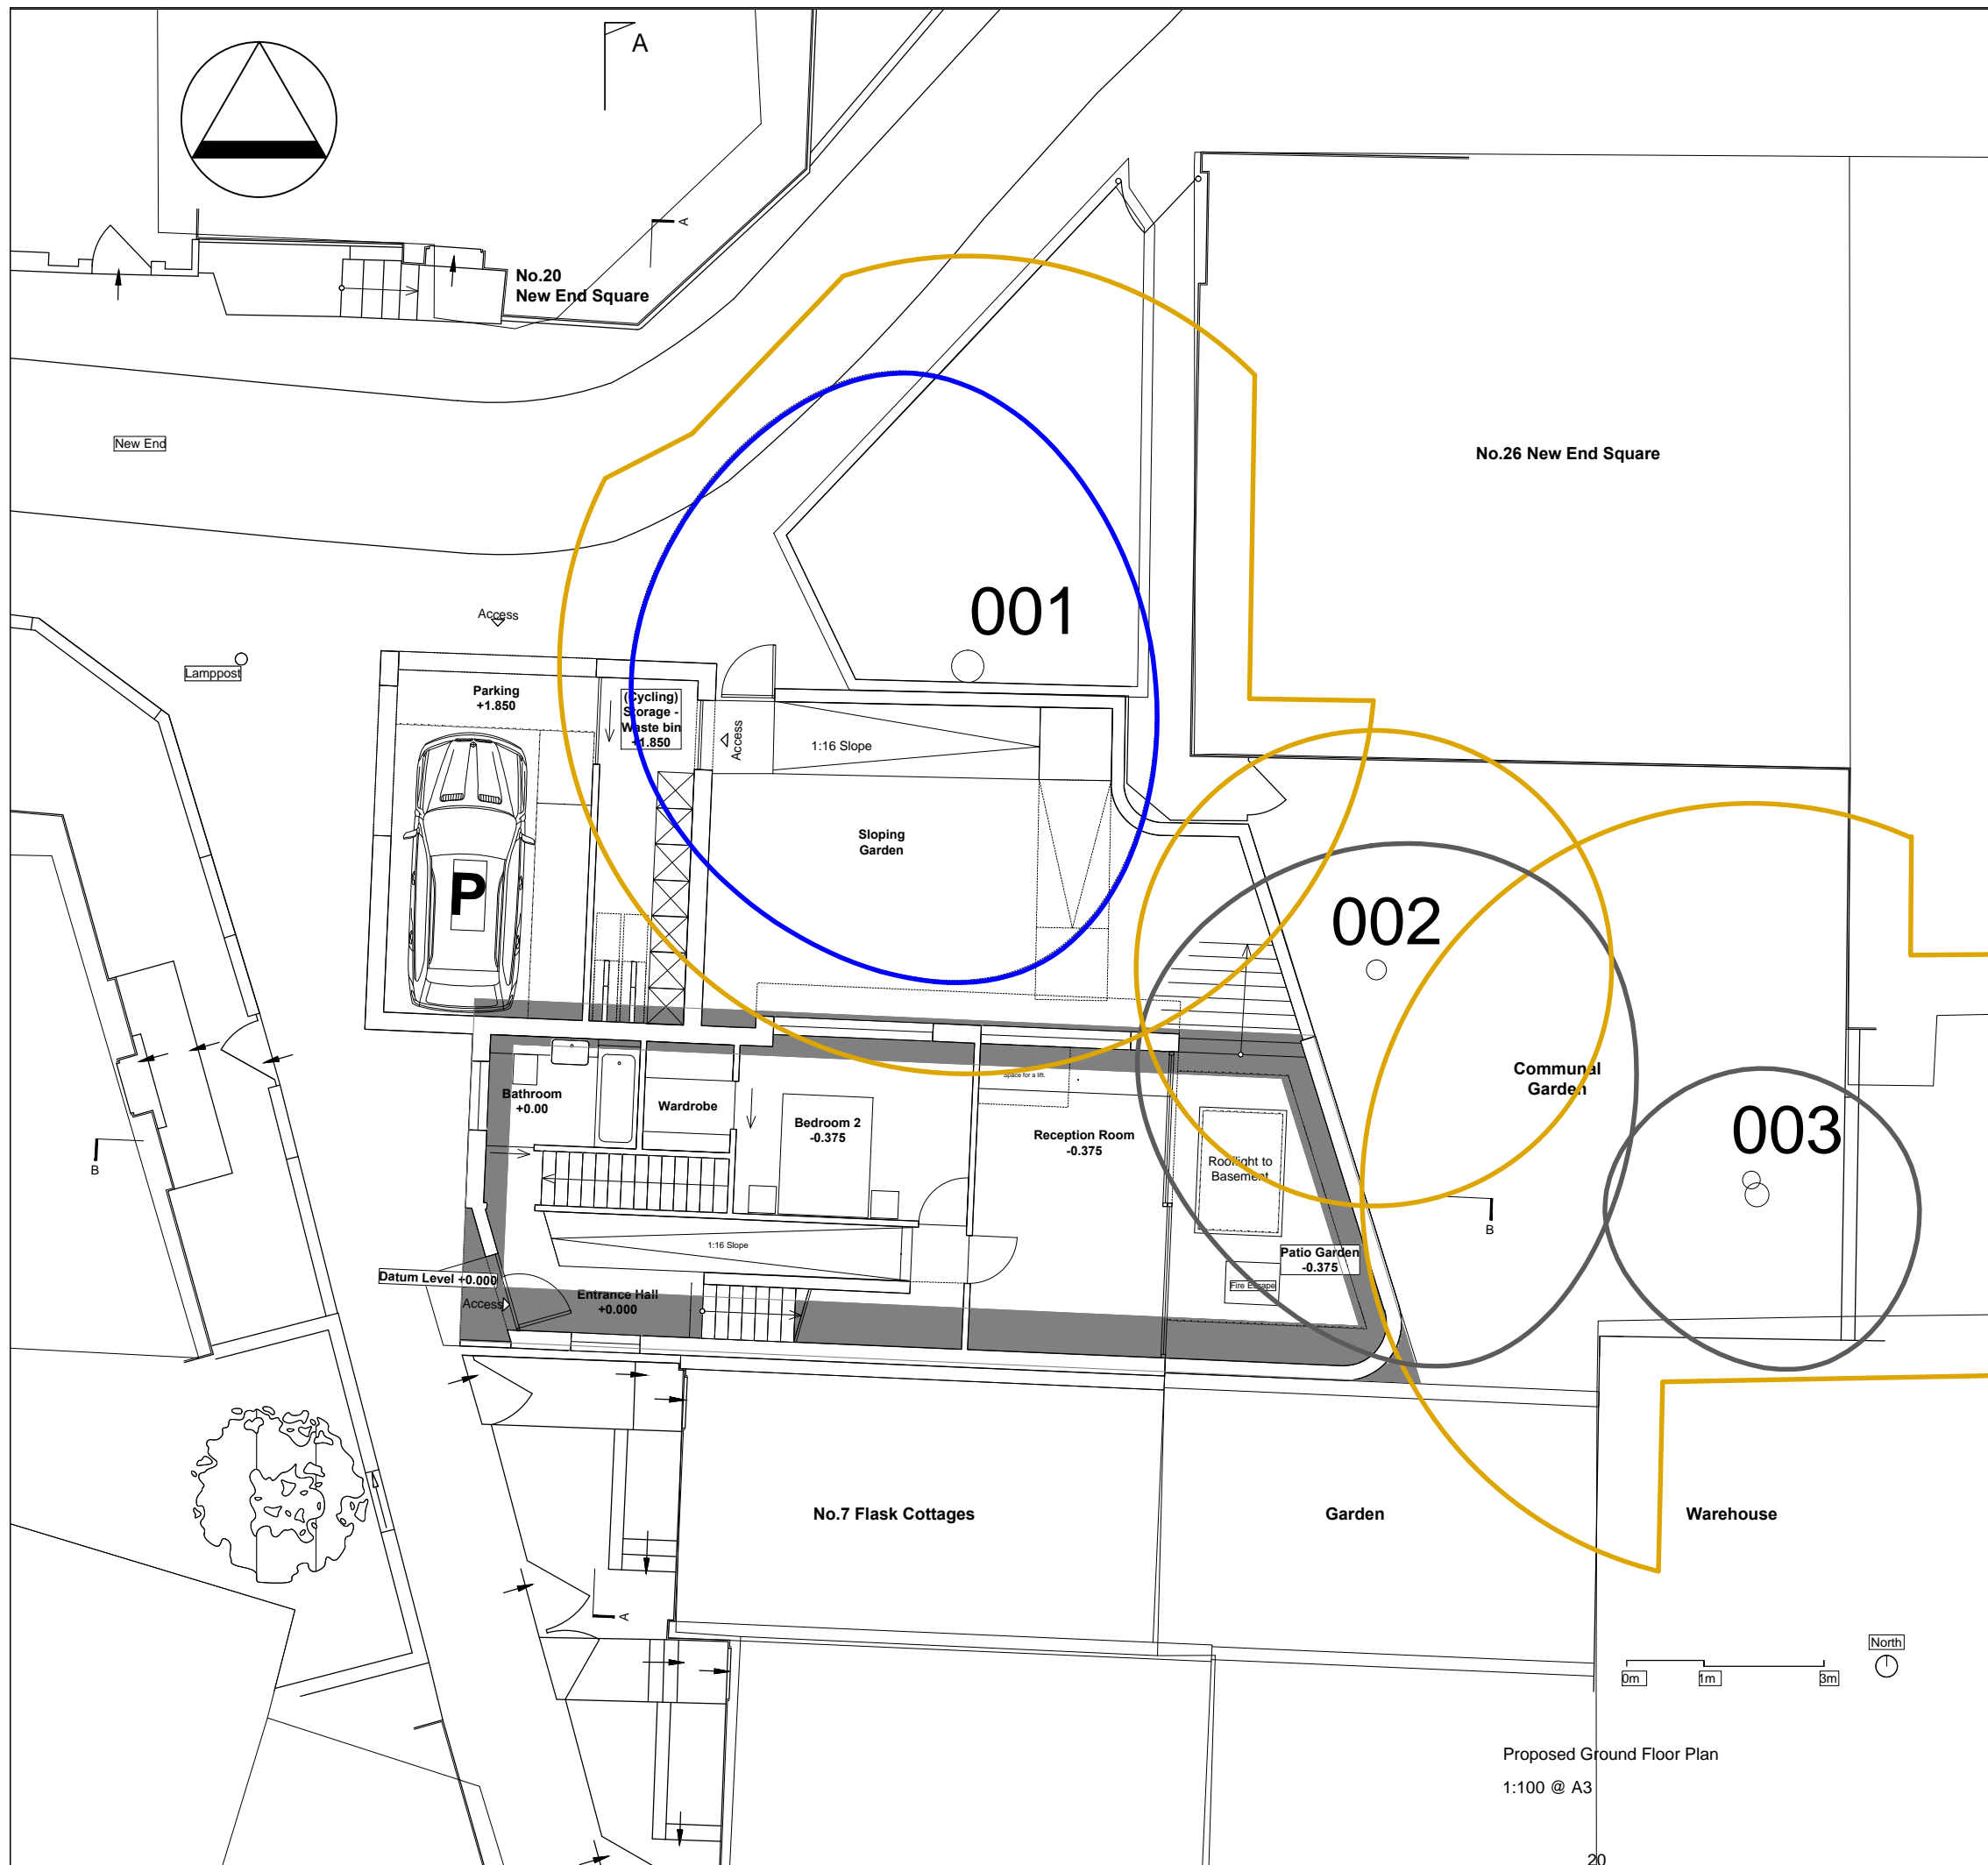 A
A
No.20
New End Square
New End
No.26 New End Square
001
Access
Lamppost
Parking
+1.850
(Cycling)
Storage -
Waste bin
+1.850
Access
1:16 Slope
Sloping
Garden
P
002
Communal
Garden
003
Space for a lift.
Bathroom
+0.00
Wardrobe
Bedroom 2
-0.375
Reception Room
-0.375
Rooflight to
Basement
B
B
1:16 Slope
Patio Garden
-0.375
Fire Escape
Datum Level +0.000
Access
Entrance Hall
+0.000
No.7 Flask Cottages
Garden
Warehouse
A
North
0m
1m
3m
Proposed Ground Floor Plan
1:100 @ A3
20